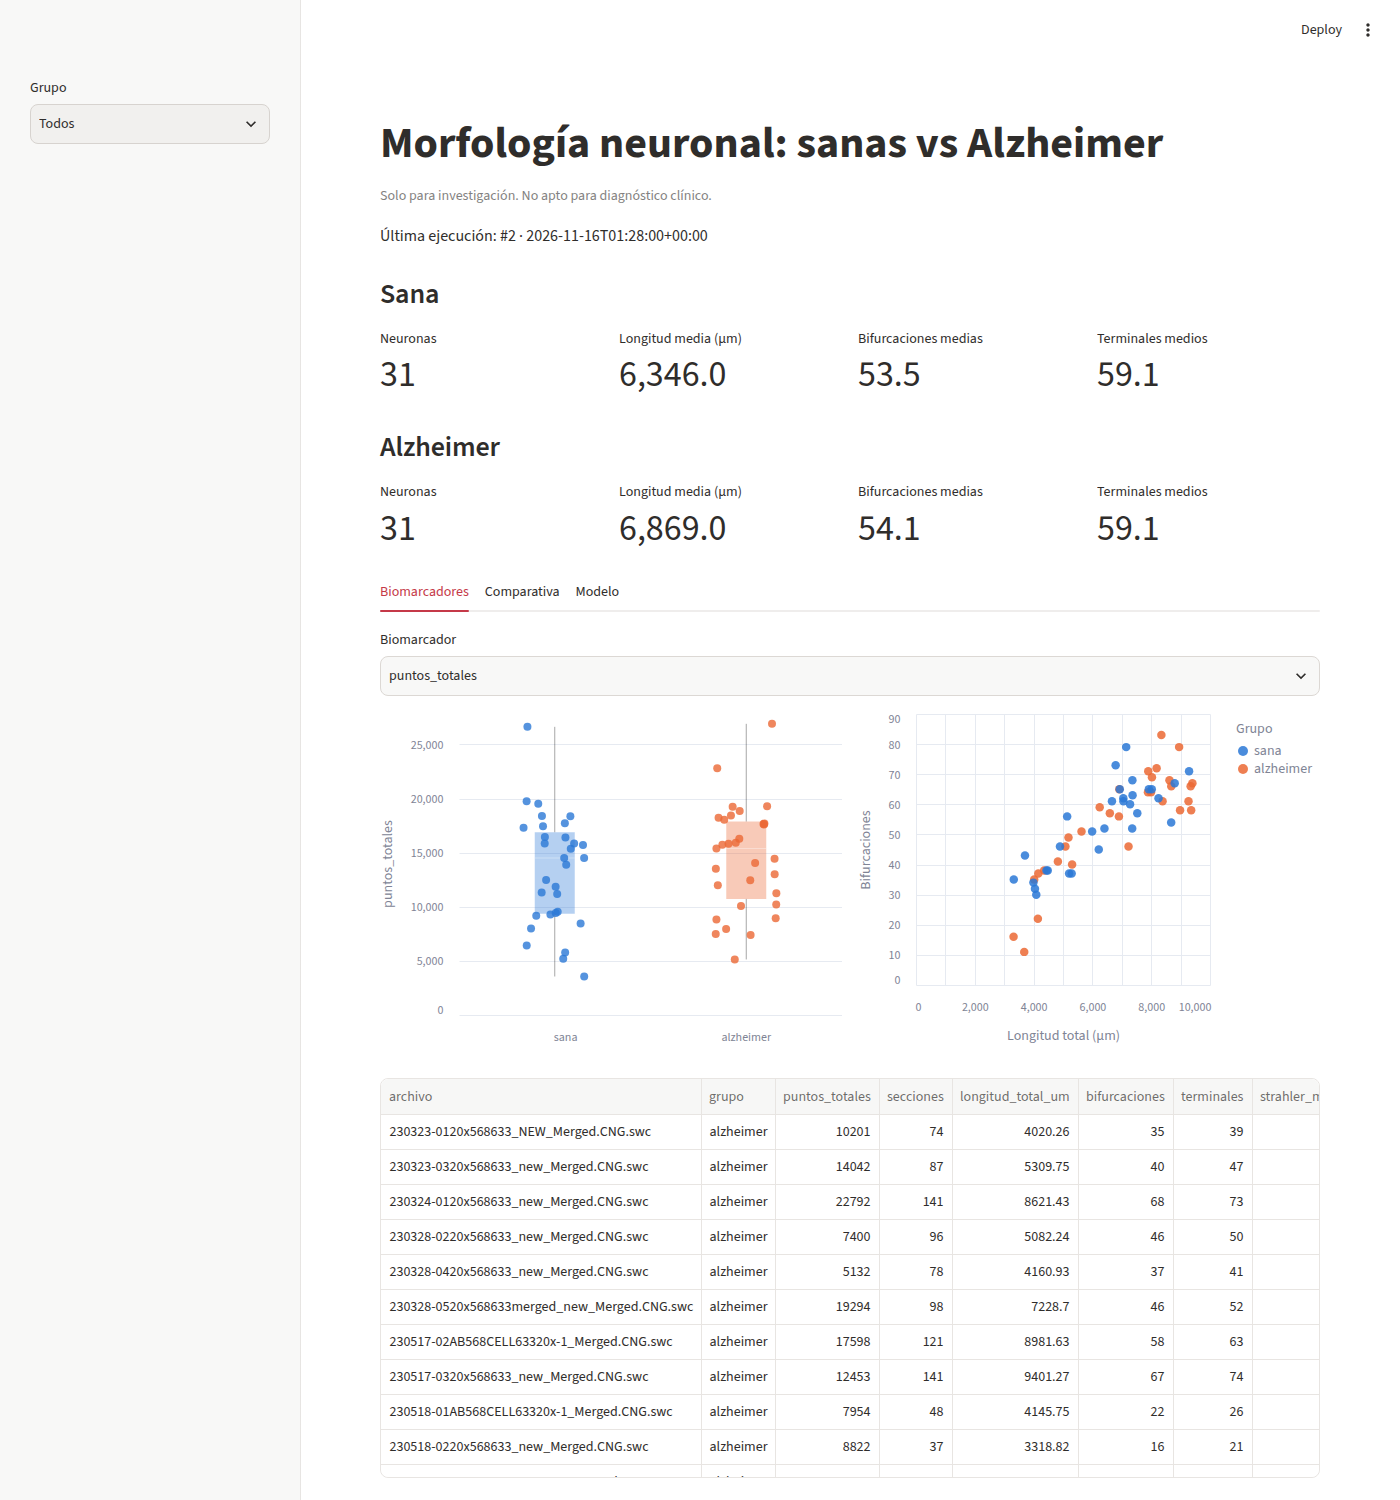 Deploy
Grupo
Todos
Morfología neuronal: sanas vs Alzheimer
Solo para investigación. No apto para diagnóstico clínico.
Última ejecución: #2 · 2026-11-16T01:28:00+00:00
Sana
Neuronas Longitud media (µm) Bifurcaciones medias Terminales medios
31 6,346.0 53.5 59.1
Alzheimer
Neuronas Longitud media (µm) Bifurcaciones medias Terminales medios
31 6,869.0 54.1 59.1
Biomarcadores Comparativa Modelo
Biomarcador
puntos_totales
puntos_totales
25,000
20,000
15,000
10,000
5,000
0
sana alzheimer
Bifurcaciones
90
80
70
60
50
40
30
20
10
0
0 2,000 4,000 6,000 8,000 10,000
Longitud total (µm)
Grupo
sana
alzheimer
archivo grupo puntos_totales secciones longitud_total_um bifurcaciones terminales strahler_m
230323-0120x568633_NEW_Merged.CNG.swc alzheimer 10201 74 4020.26 35 39
230323-0320x568633_new_Merged.CNG.swc alzheimer 14042 87 5309.75 40 47
230324-0120x568633_new_Merged.CNG.swc alzheimer 22792 141 8621.43 68 73
230328-0220x568633_new_Merged.CNG.swc alzheimer 7400 96 5082.24 46 50
230328-0420x568633_new_Merged.CNG.swc alzheimer 5132 78 4160.93 37 41
230328-0520x568633merged_new_Merged.CNG.swc alzheimer 19294 98 7228.7 46 52
230517-02AB568CELL63320x-1_Merged.CNG.swc alzheimer 17598 121 8981.63 58 63
230517-0320x568633_new_Merged.CNG.swc alzheimer 12453 141 9401.27 67 74
230518-01AB568CELL63320x-1_Merged.CNG.swc alzheimer 7954 48 4145.75 22 26
230518-0220x568633_new_Merged.CNG.swc alzheimer 8822 37 3318.82 16 21